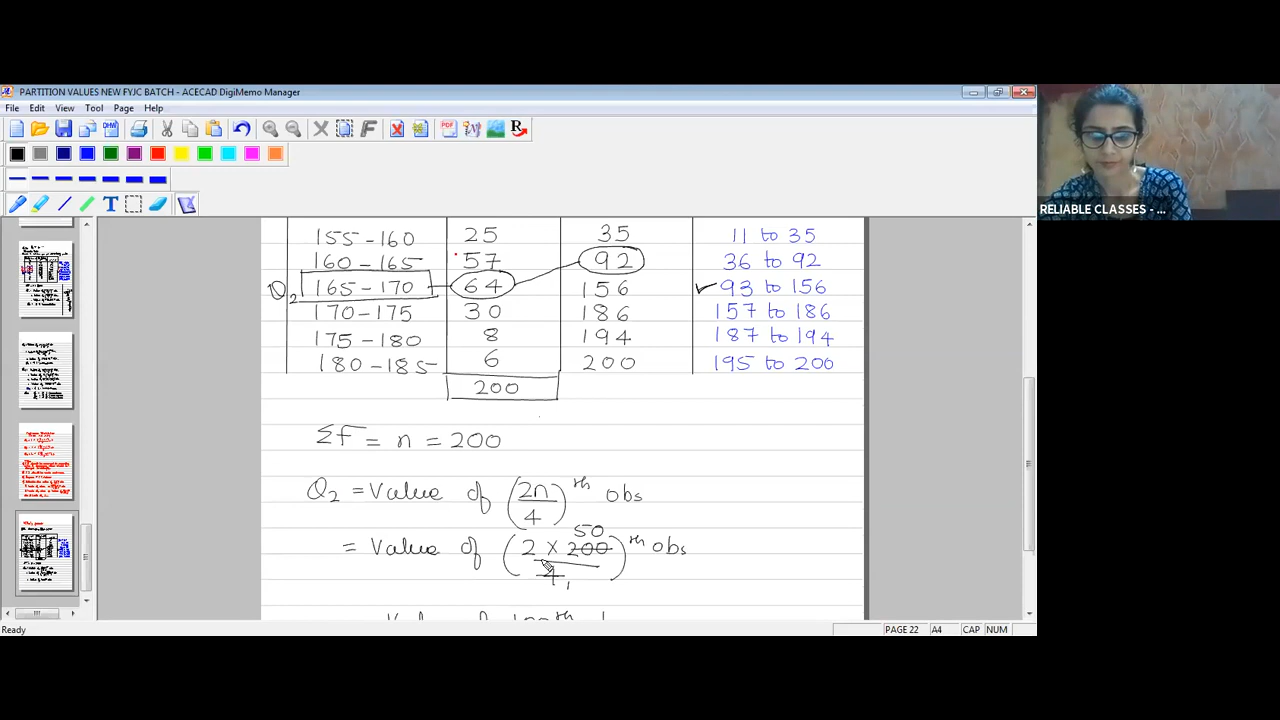 PARTITION VALUES NEW FYJC BATCH - ACECAD DigiMemo Manager
File Edit View Tool Page Help
RELIABLE CLASSES - ...
155-160 25 35 11 to 35
160-165 57 92 36 to 92
Q2 165-170 64 156 ✓ 93 to 156
170-175 30 186 157 to 186
175-180 8 194 187 to 194
180-185 6 200 195 to 200
200
Σf = n = 200
Q2 = Value of (2n/4)th obs
50
= Value of (2 × 200/4)th obs
1
Ready PAGE 22 A4 CAP NUM